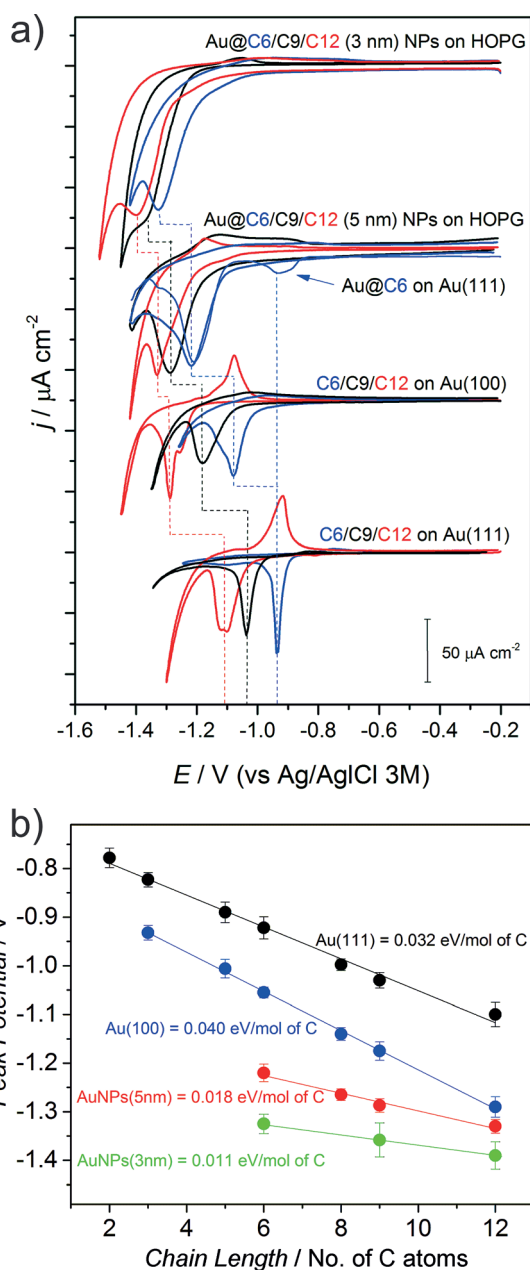 a)
Au@C6/C9/C12 (3 nm) NPs on HOPG
Au@C6/C9/C12 (5 nm) NPs on HOPG
Au@C6 on Au(111)
C6/C9/C12 on Au(100)
C6/C9/C12 on Au(111)
50 μA cm-2
j / μA cm-2
-1.6 -1.4 -1.2 -1.0 -0.8 -0.6 -0.4 -0.2
E / V (vs Ag/AglCl 3M)
b)
-0.8
-0.9
-1.0
-1.1
-1.2
-1.3
-1.4
Potential / V
Au(111) = 0.032 eV/mol of C
Au(100) = 0.040 eV/mol of C
AuNPs(5nm) = 0.018 eV/mol of C
AuNPs(3nm) = 0.011 eV/mol of C
2 4 6 8 10 12
Chain Length / No. of C atoms